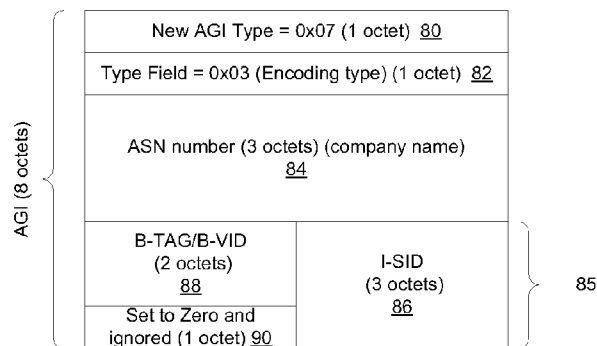 New AGI Type = 0x07 (1 octet) 80
Type Field = 0x03 (Encoding type) (1 octet) 82
AGI (8 octets)
ASN number (3 octets) (company name)
84
B-TAG/B-VID
(2 octets)
88
I-SID
(3 octets)
86
85
Set to Zero and
ignored (1 octet) 90